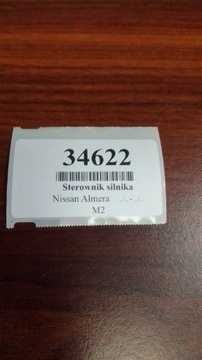 34622
Sterownik silnika
Nissan Almera
M2